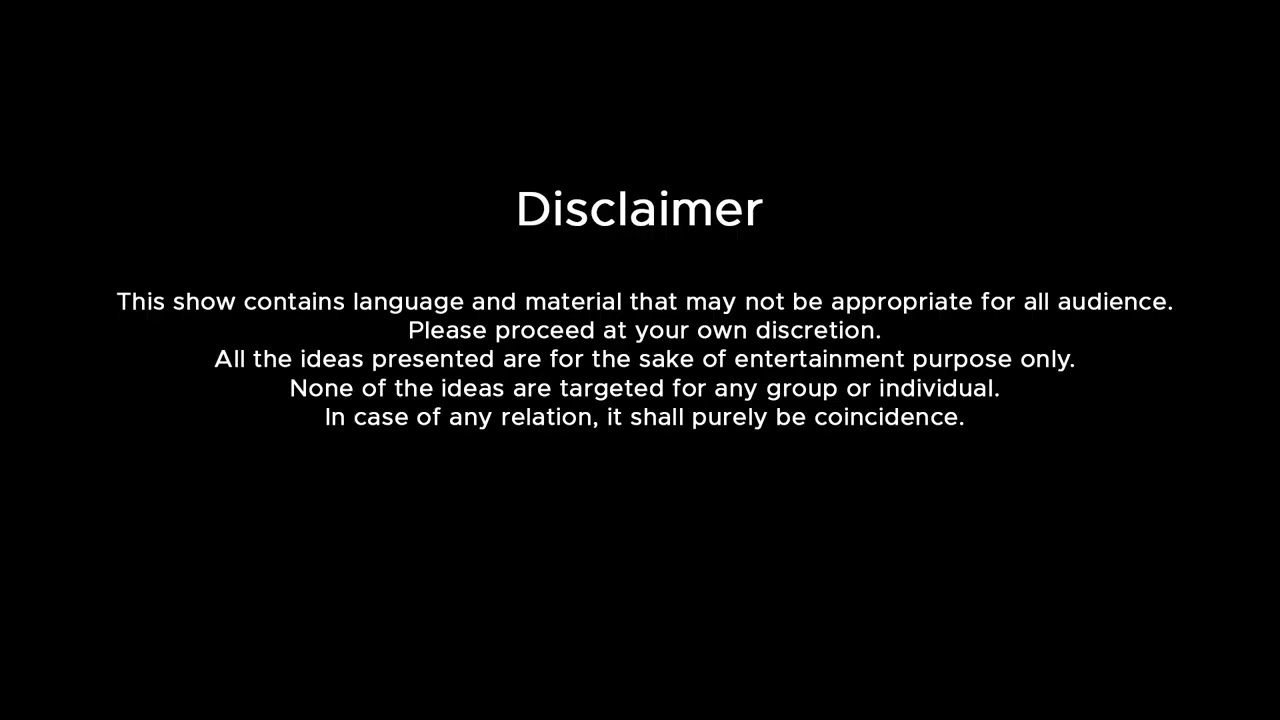 Disclaimer
This show contains language and material that may not be appropriate for all audience.
Please proceed at your own discretion.
All the ideas presented are for the sake of entertainment purpose only.
None of the ideas are targeted for any group or individual.
In case of any relation, it shall purely be coincidence.